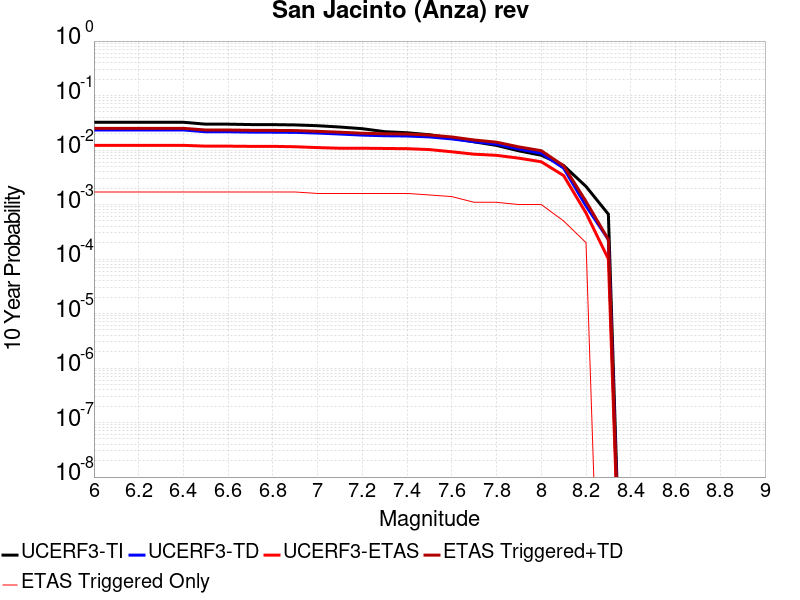 San Jacinto (Anza) rev
10^0
10^-1
10^-2
10^-3
10^-4
10^-5
10^-6
10^-7
10^-8
10 Year Probability
6 6.2 6.4 6.6 6.8 7 7.2 7.4 7.6 7.8 8 8.2 8.4 8.6 8.8 9
Magnitude
UCERF3-TI UCERF3-TD UCERF3-ETAS ETAS Triggered+TD
ETAS Triggered Only